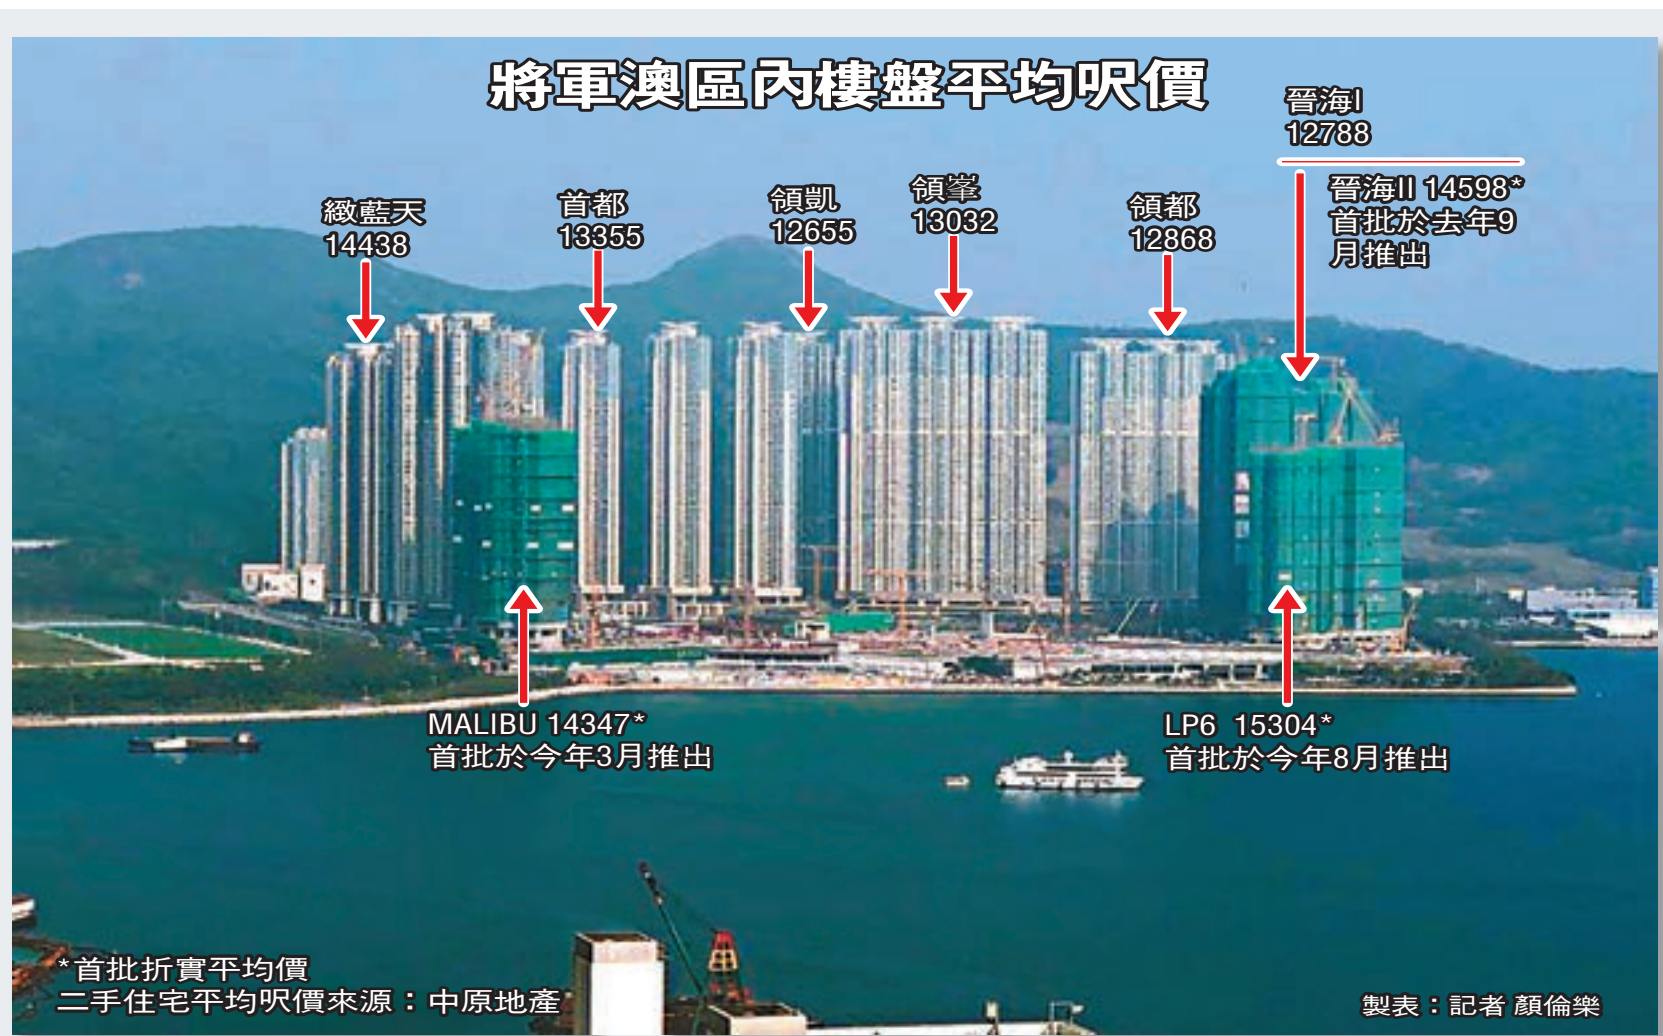 將軍澳區內樓盤平均呎價
緻藍天
14438
首都
13355
領凱
12655
領峯
13032
領都
12868
晉海I
12788
晉海II 14598*
首批於去年9
月推出
MALIBU 14347*
首批於今年3月推出
LP6 15304*
首批於今年8月推出
*首批折實平均價
二手住宅平均呎價來源：中原地產
製表：記者 顏倫樂